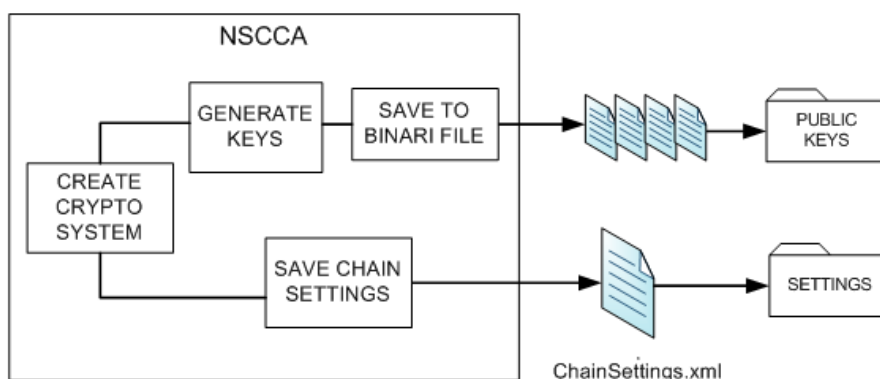 NSCCA
GENERATE
KEYS
SAVE TO
BINARI FILE
PUBLIC
KEYS
CREATE
CRYPTO
SYSTEM
SAVE CHAIN
SETTINGS
SETTINGS
ChainSettings.xml